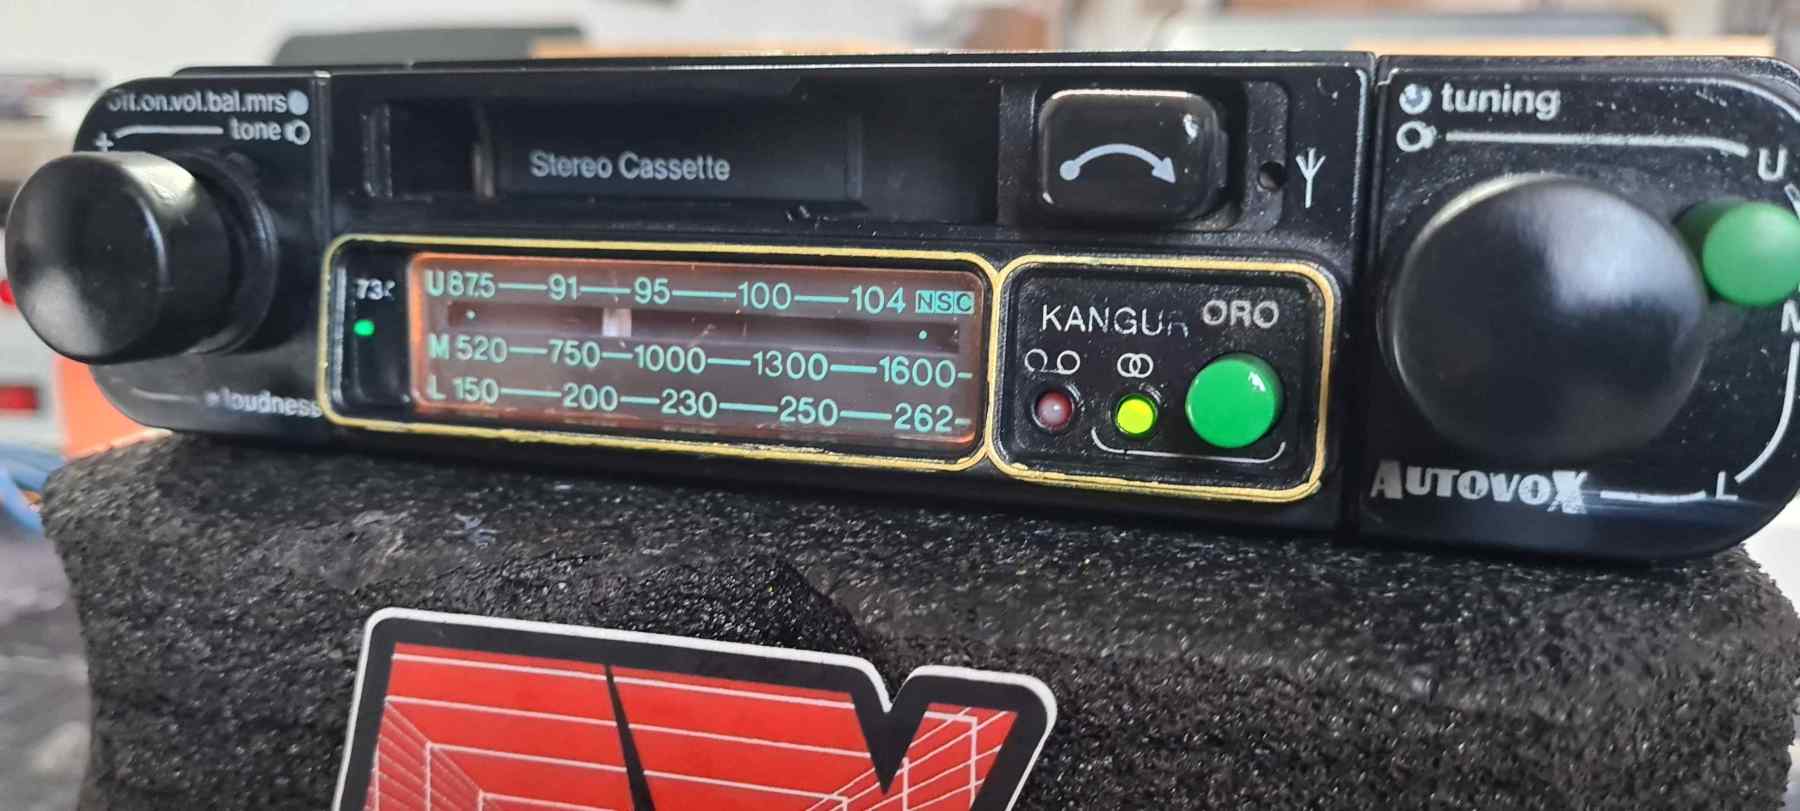 off.on.vol.bal.mrs
tone
+
loudness
Stereo Cassette
U 87.5 91 95 100 104 NSC
M 520 750 1000 1300 1600
L 150 200 230 250 262
KANGUR ORO
tuning
U
M
L
AUTOVOX